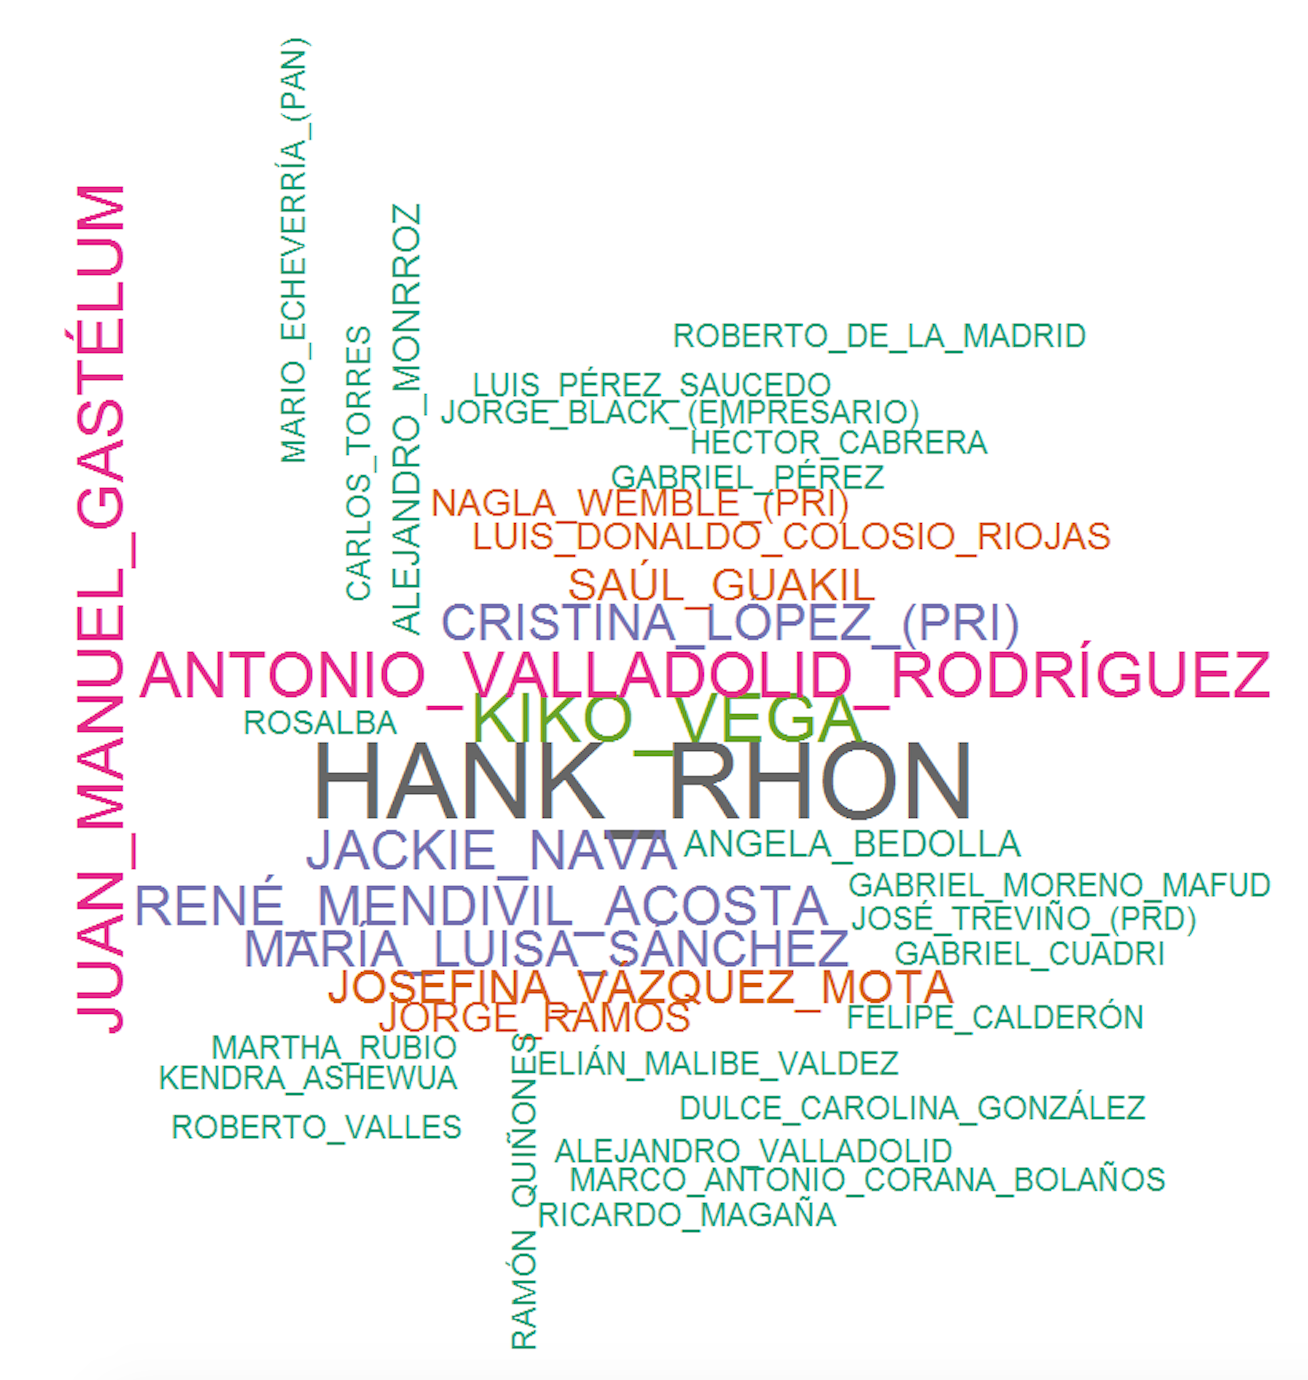 MARIO_ECHEVERRÍA_(PAN)
JUAN_MANUEL_GASTÉLUM
ALEJANDRO_MONRROZ
CARLOS_TORRES
ROBERTO_DE_LA_MADRID
LUIS_PÉREZ_SAUCEDO
JORGE_BLACK_(EMPRESARIO)
HÉCTOR_CABRERA
GABRIEL_PÉREZ
NAGLA_WEMBLE_(PRI)
LUIS_DONALDO_COLOSIO_RIOJAS
SAÚL_GUAKIL
CRISTINA_LÓPEZ_(PRI)
ANTONIO_VALLADOLID_RODRÍGUEZ
ROSALBA
KIKO_VEGA
HANK_RHON
JACKIE_NAVA
ANGELA_BEDOLLA
GABRIEL_MORENO_MAFUD
RENÉ_MENDIVIL_ACOSTA
JOSÉ_TREVIÑO_(PRD)
MARÍA_LUISA_SÁNCHEZ
GABRIEL_CUADRI
JOSEFINA_VÁZQUEZ_MOTA
JORGE_RAMOS
FELIPE_CALDERÓN
MARTHA_RUBIO
ELIÁN_MALIBE_VALDEZ
KENDRA_ASHEWUA
DULCE_CAROLINA_GONZÁLEZ
ROBERTO_VALLES
RAMÓN_QUIÑONES
ALEJANDRO_VALLADOLID
MARCO_ANTONIO_CORANA_BOLAÑOS
RICARDO_MAGAÑA